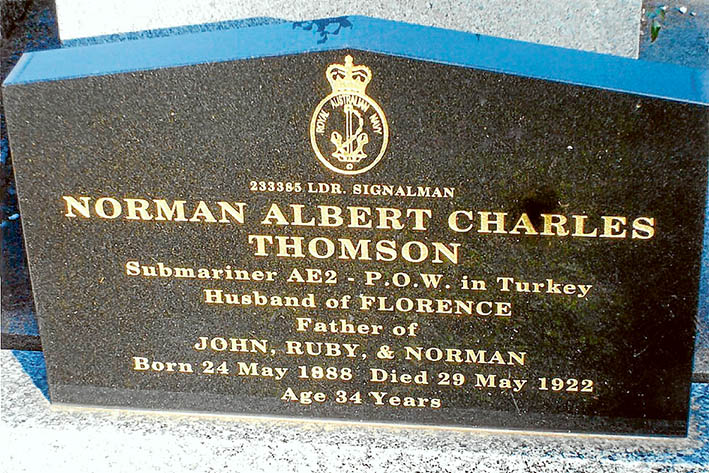 ROYAL AUSTRALIAN NAVY
©
233385 LDR. SIGNALMAN
NORMAN ALBERT CHARLES
THOMSON
Submariner AE2 - P.O.W. in Turkey
Husband of FLORENCE
Father of
JOHN, RUBY, & NORMAN
Born 24 May 1888 Died 29 May 1922
Age 34 Years